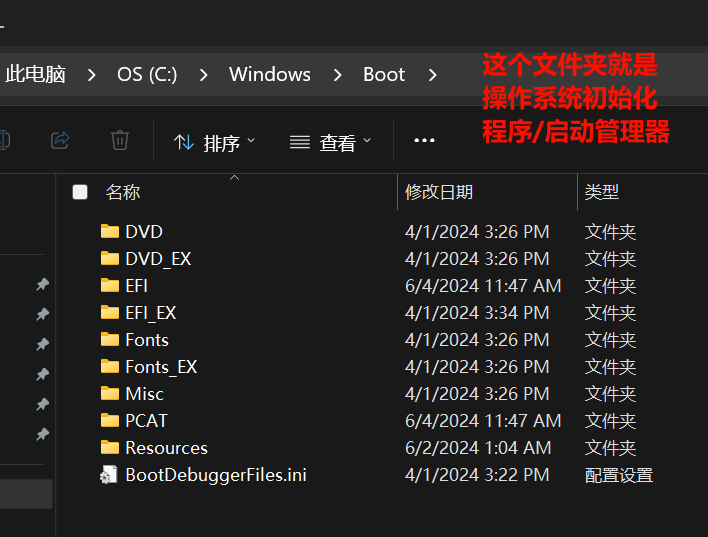 此电脑 > OS (C:) > Windows > Boot >
这个文件夹就是
操作系统初始化
程序/启动管理器
排序 查看 ...
名称 修改日期 类型
DVD 4/1/2024 3:26 PM 文件夹
DVD_EX 4/1/2024 3:26 PM 文件夹
EFI 6/4/2024 11:47 AM 文件夹
EFI_EX 4/1/2024 3:34 PM 文件夹
Fonts 4/1/2024 3:26 PM 文件夹
Fonts_EX 4/1/2024 3:26 PM 文件夹
Misc 4/1/2024 3:26 PM 文件夹
PCAT 6/4/2024 11:47 AM 文件夹
Resources 6/2/2024 1:04 AM 文件夹
BootDebuggerFiles.ini 4/1/2024 3:22 PM 配置设置